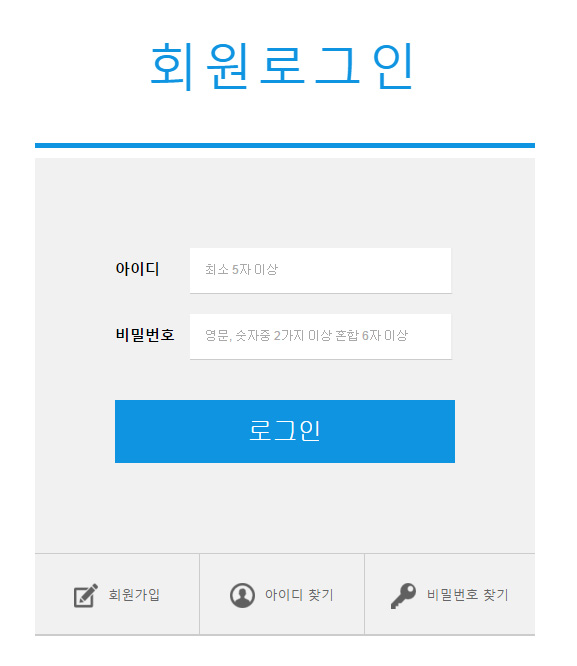 회원로그인
아이디 최소 5자 이상
비밀번호 영문, 숫자중 2가지 이상 혼합 6자 이상
로그인
회원가입 아이디 찾기 비밀번호 찾기